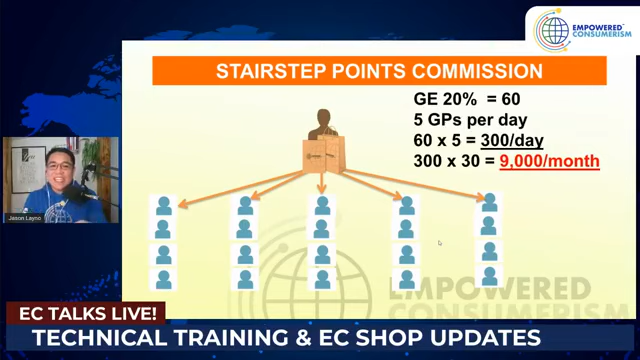 EMPOWERED
CONSUMERISM
STAIRSTEP POINTS COMMISSION
GE 20% = 60
5 GPs per day
60 x 5 = 300/day
300 x 30 = 9,000/month
Jason Layno
EMPOWERED
CONSUMERISM
EC TALKS LIVE!
TECHNICAL TRAINING & EC SHOP UPDATES